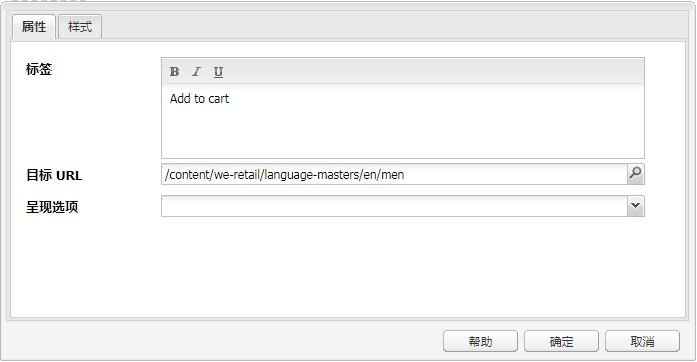 属性 样式
标签
B I U
Add to cart
目标 URL /content/we-retail/language-masters/en/men
呈现选项
帮助 确定 取消